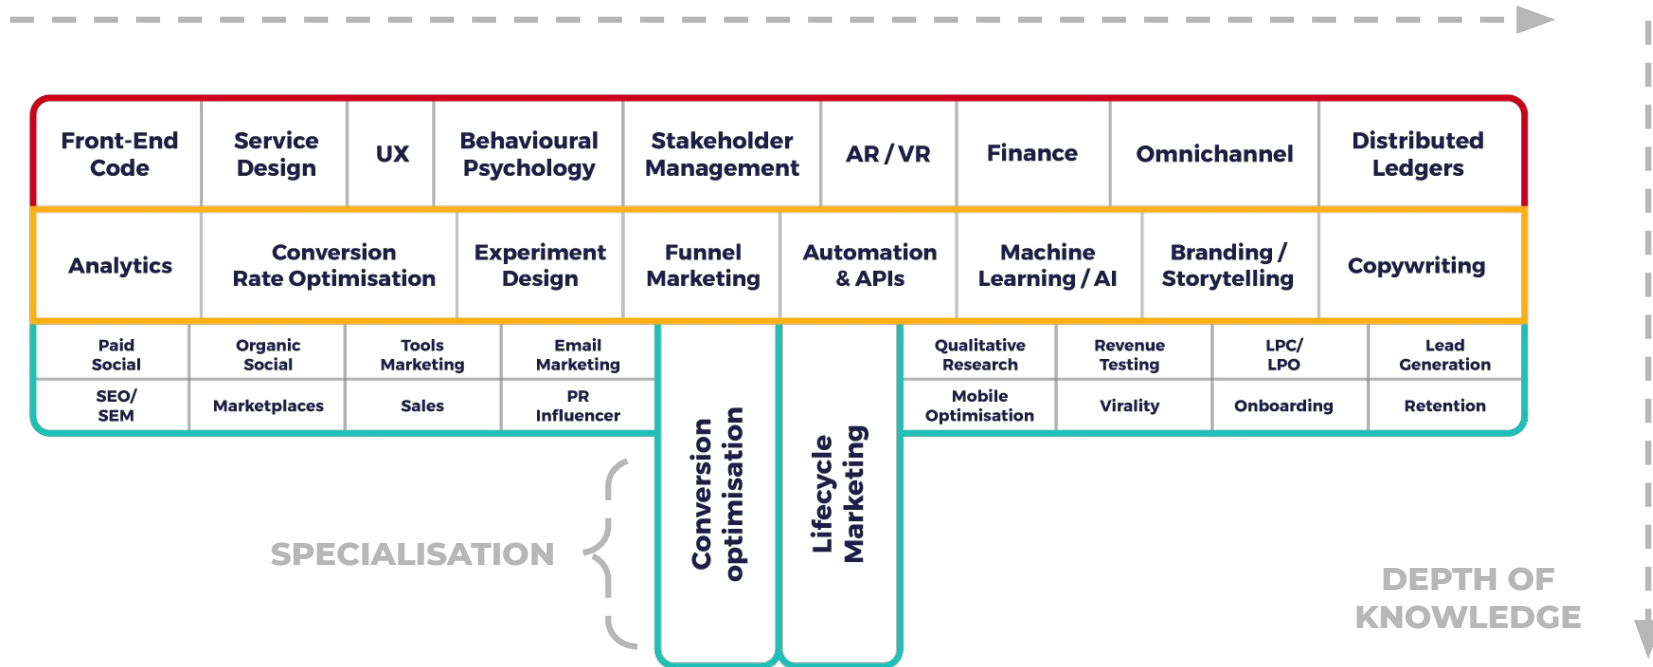 Front-End
Code
Service
Design
UX
Behavioural
Psychology
Stakeholder
Management
AR / VR
Finance
Omnichannel
Distributed
Ledgers
Analytics
Conversion
Rate Optimisation
Experiment
Design
Funnel
Marketing
Automation
& APIs
Machine
Learning / AI
Branding /
Storytelling
Copywriting
Paid
Social
Organic
Social
Tools
Marketing
Email
Marketing
Qualitative
Research
Revenue
Testing
LPC/
LPO
Lead
Generation
SEO/
SEM
Marketplaces
Sales
PR
Influencer
Mobile
Optimisation
Virality
Onboarding
Retention
Conversion
optimisation
Lifecycle
Marketing
SPECIALISATION
DEPTH OF
KNOWLEDGE